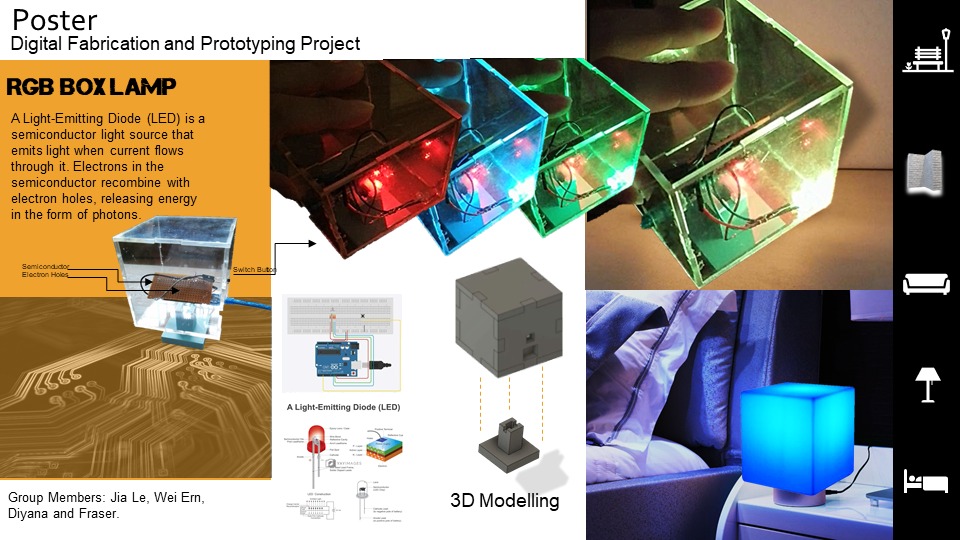 Poster
Digital Fabrication and Prototyping Project
RGB BOX LAMP
A Light-Emitting Diode (LED) is a
semiconductor light source that
emits light when current flows
through it. Electrons in the
semiconductor recombine with
electron holes, releasing energy
in the form of photons.
Semiconductor
Electron Holes
Switch Button
A Light-Emitting Diode (LED)
3D Modelling
Group Members: Jia Le, Wei Ern,
Diyana and Fraser.